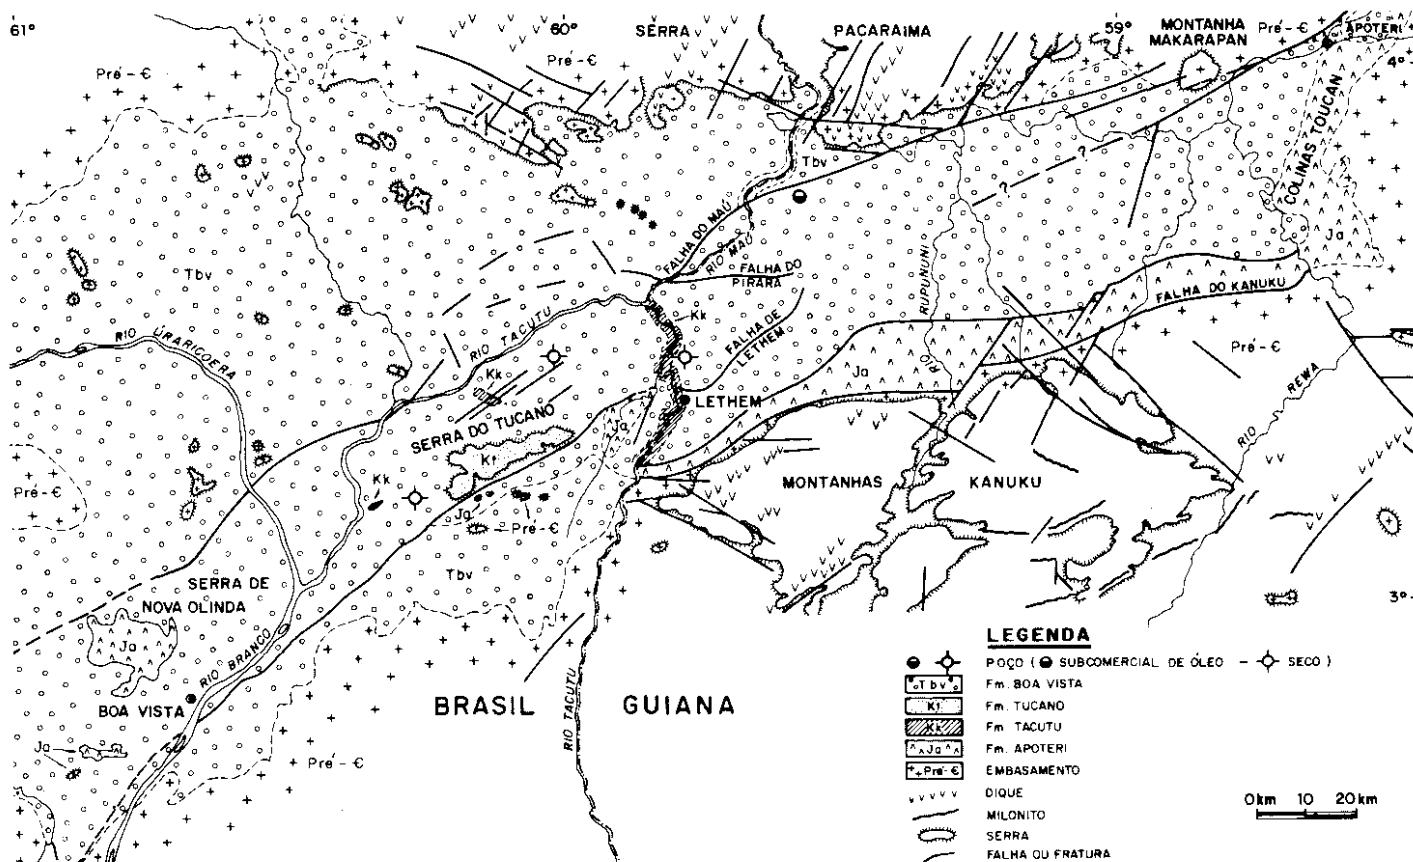 61°
60°
SERRA PACARAIMA
59°
MONTANHA
MAKARAPAN
Pré-Є
APOTERI
4°
Pré-Є
Pré-Є
COLINAS TOUCAN
Tbv
?
?
Ja
FALHA DO MAÚ
RIO MAÚ
FALHA DO
PIRARA
FALHA DO KANUKU
Tbv
RIO RUPUNUNI
Kk
FALHA DE
LETHEM
RIO URARICOERA
RIO TACUTU
Kk
Ja
Pré-Є
LETHEM
RIO REWA
SERRA DO TUCANO
Ja
Kt
Kk
Pré-Є
MONTANHAS KANUKU
Ja
Pré-Є
Tbv
SERRA DE
NOVA OLINDA
Pré-Є
3°
Ja
RIO BRANCO
BOA VISTA
BRASIL
GUIANA
RIO TACUTU
Ja
Pré-Є
LEGENDA
POÇO ( SUBCOMERCIAL DE ÓLEO - SECO )
Tbv Fm. BOA VISTA
Kt Fm. TUCANO
Kk Fm TACUTU
Ja Fm. APOTERI
Pré-Є EMBASAMENTO
DIQUE
MILONITO
SERRA
FALHA OU FRATURA
0km 10 20km